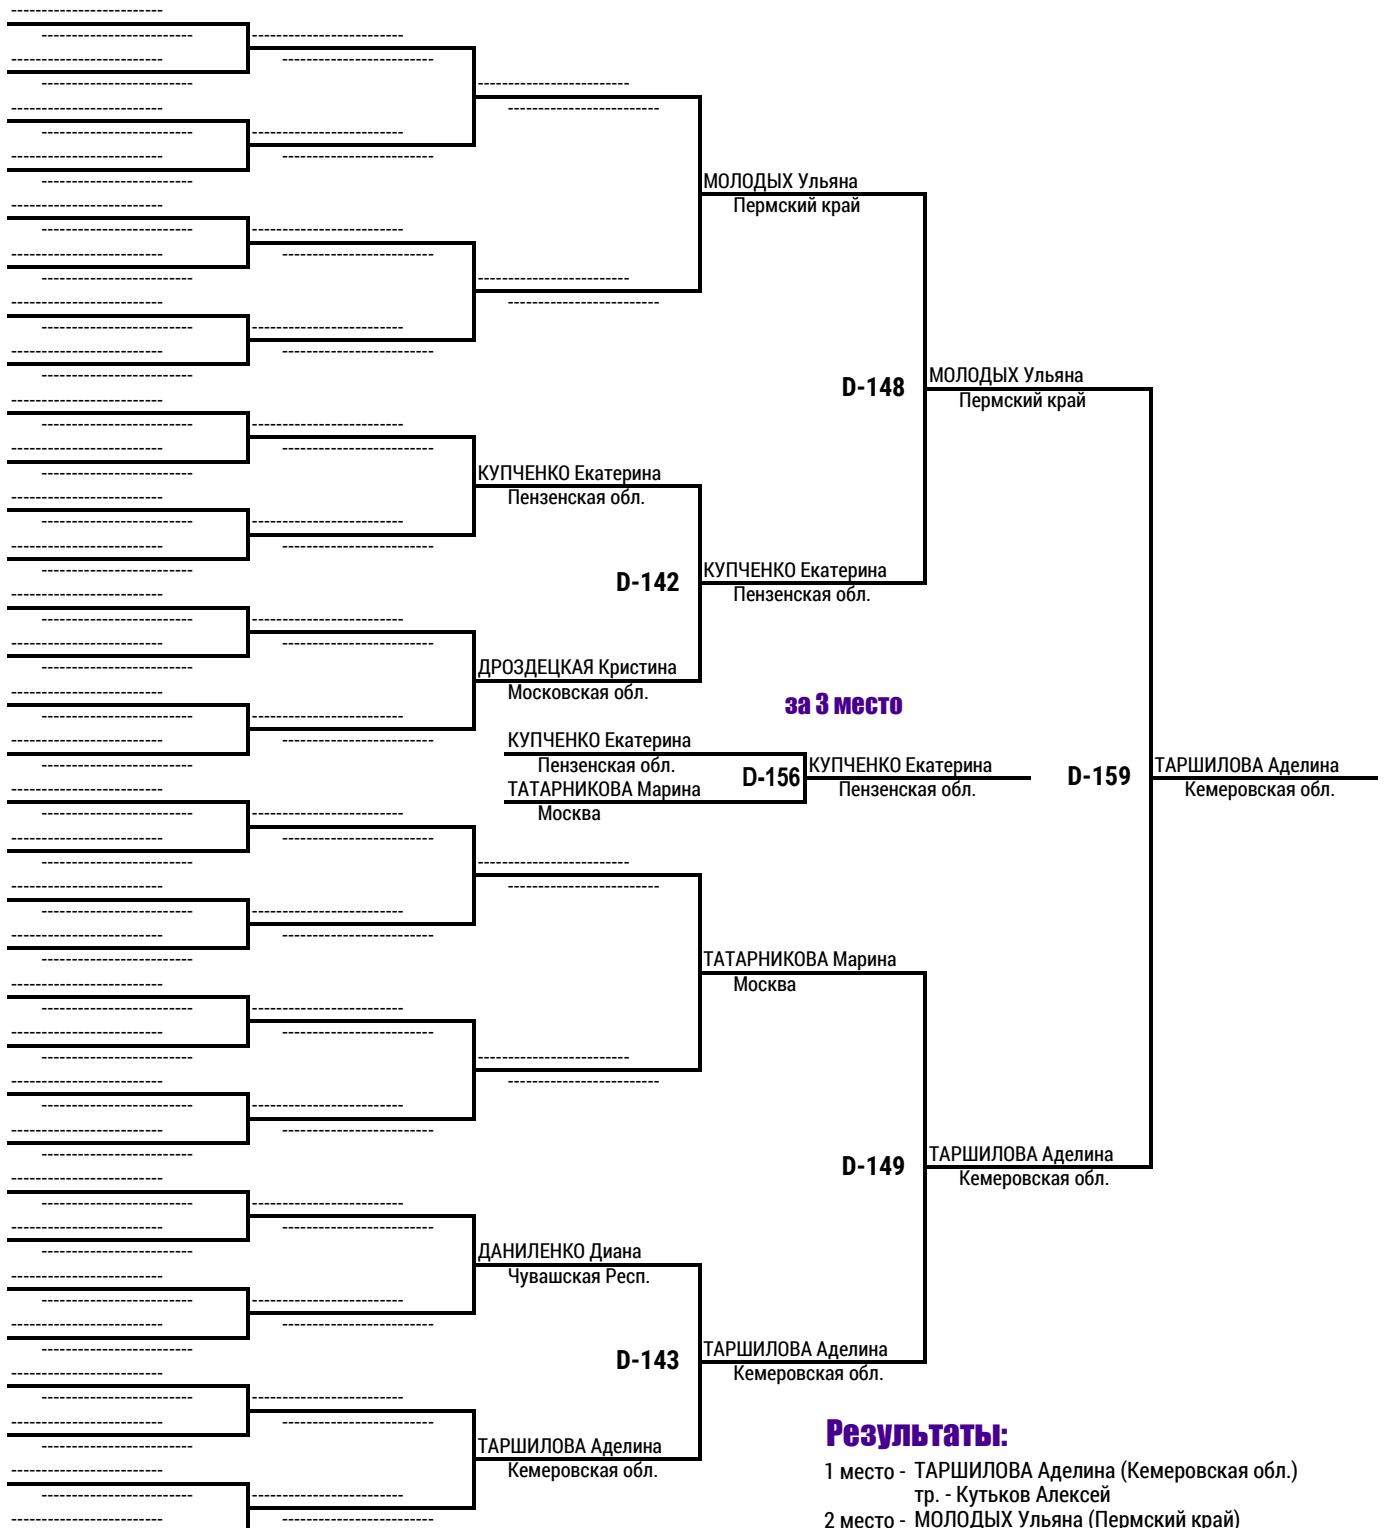 МОЛОДЫХ Ульяна
Пермский край
D-148
МОЛОДЫХ Ульяна
Пермский край
КУПЧЕНКО Екатерина
Пензенская обл.
D-142
КУПЧЕНКО Екатерина
Пензенская обл.
ДРОЗДЕЦКАЯ Кристина
Московская обл.
за 3 место
КУПЧЕНКО Екатерина
Пензенская обл.
ТАТАРНИКОВА Марина
Москва
D-156
КУПЧЕНКО Екатерина
Пензенская обл.
D-159
ТАРШИЛОВА Аделина
Кемеровская обл.
ТАТАРНИКОВА Марина
Москва
D-149
ТАРШИЛОВА Аделина
Кемеровская обл.
ДАНИЛЕНКО Диана
Чувашская Респ.
D-143
ТАРШИЛОВА Аделина
Кемеровская обл.
ТАРШИЛОВА Аделина
Кемеровская обл.
Результаты:
1 место - ТАРШИЛОВА Аделина (Кемеровская обл.)
тр. - Кутьков Алексей
2 место - МОЛОДЫХ Ульяна (Пермский край)